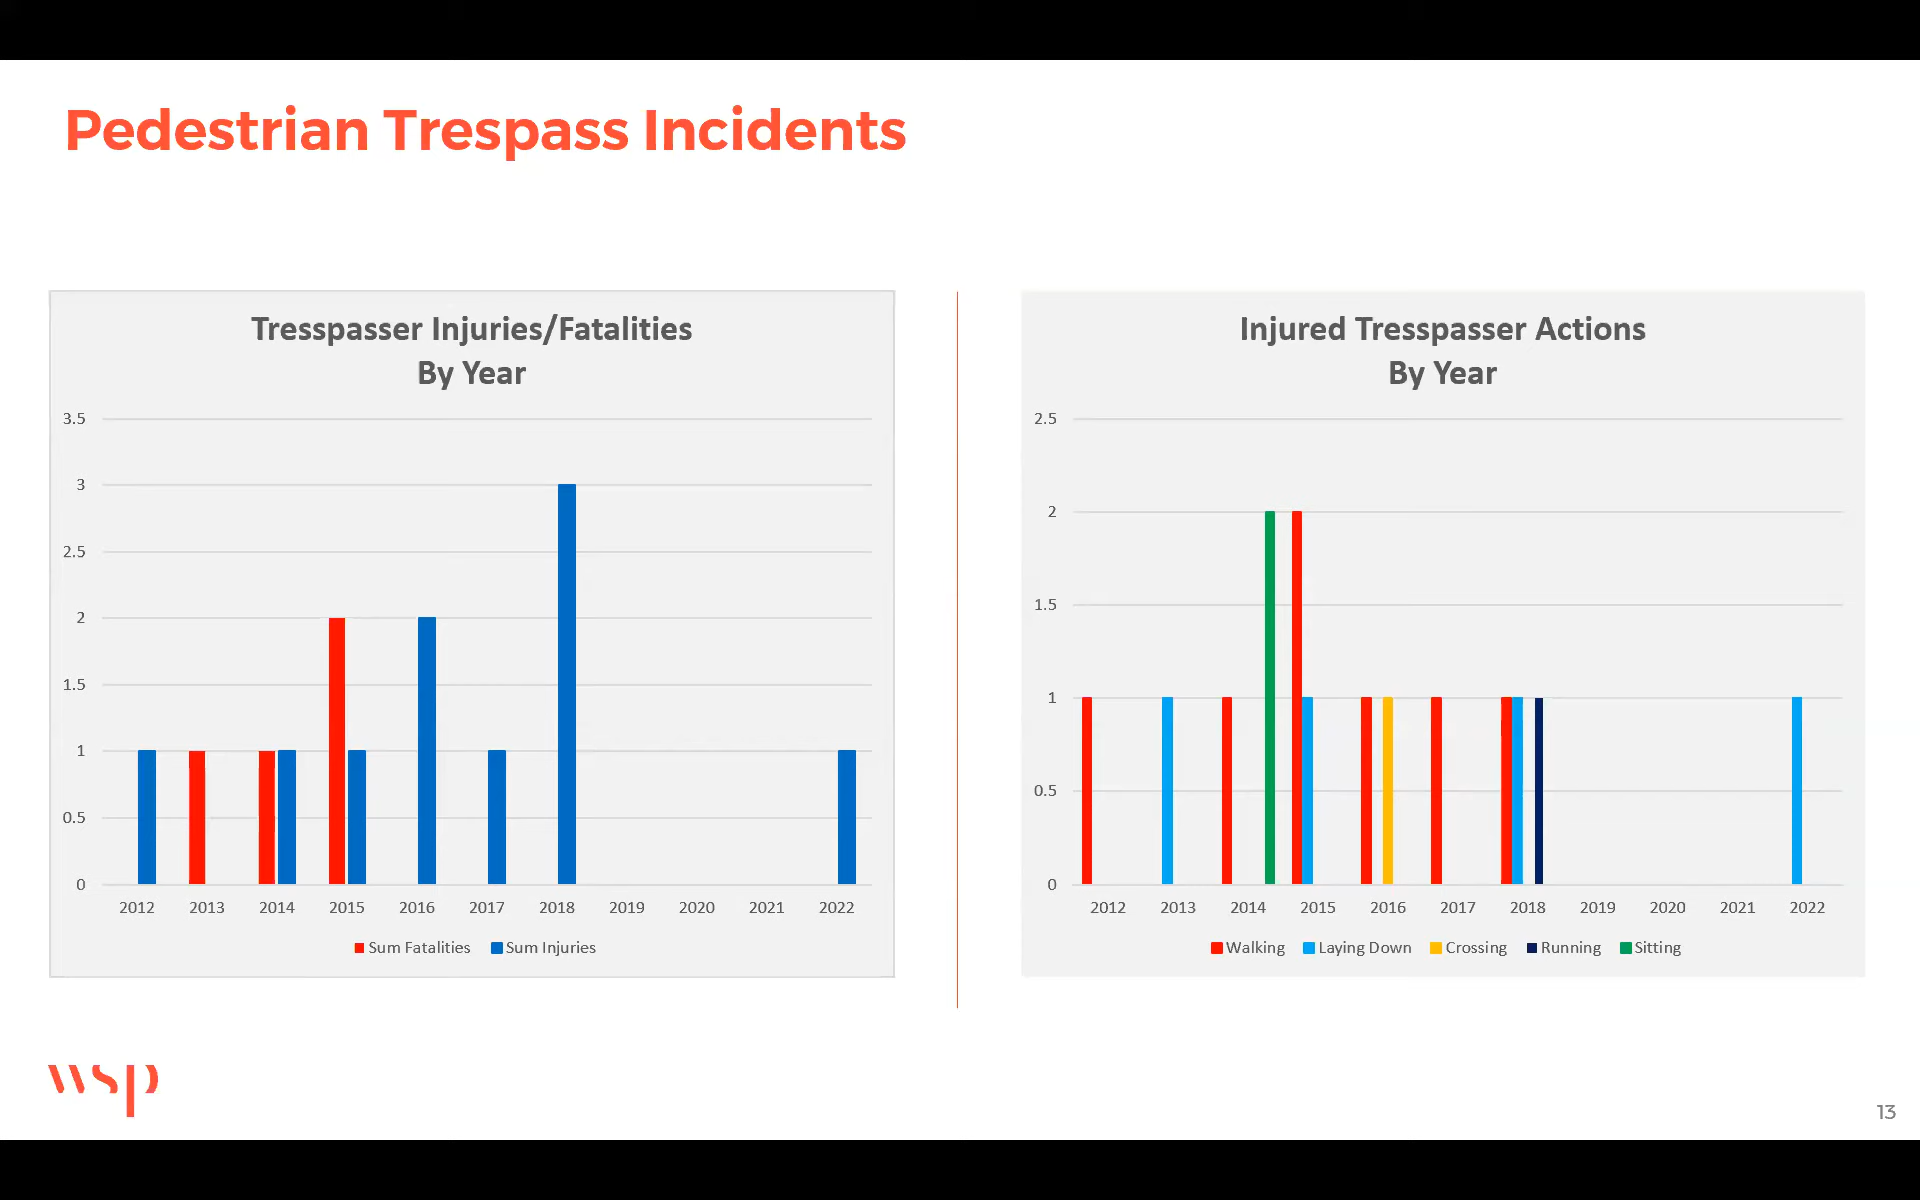 Pedestrian Trespass Incidents
Tresspasser Injuries/Fatalities
By Year
3.5
3
2.5
2
1.5
1
0.5
0
2012 2013 2014 2015 2016 2017 2018 2019 2020 2021 2022
Sum Fatalities Sum Injuries
Injured Tresspasser Actions
By Year
2.5
2
1.5
1
0.5
0
2012 2013 2014 2015 2016 2017 2018 2019 2020 2021 2022
Walking Laying Down Crossing Running Sitting
wsp
13